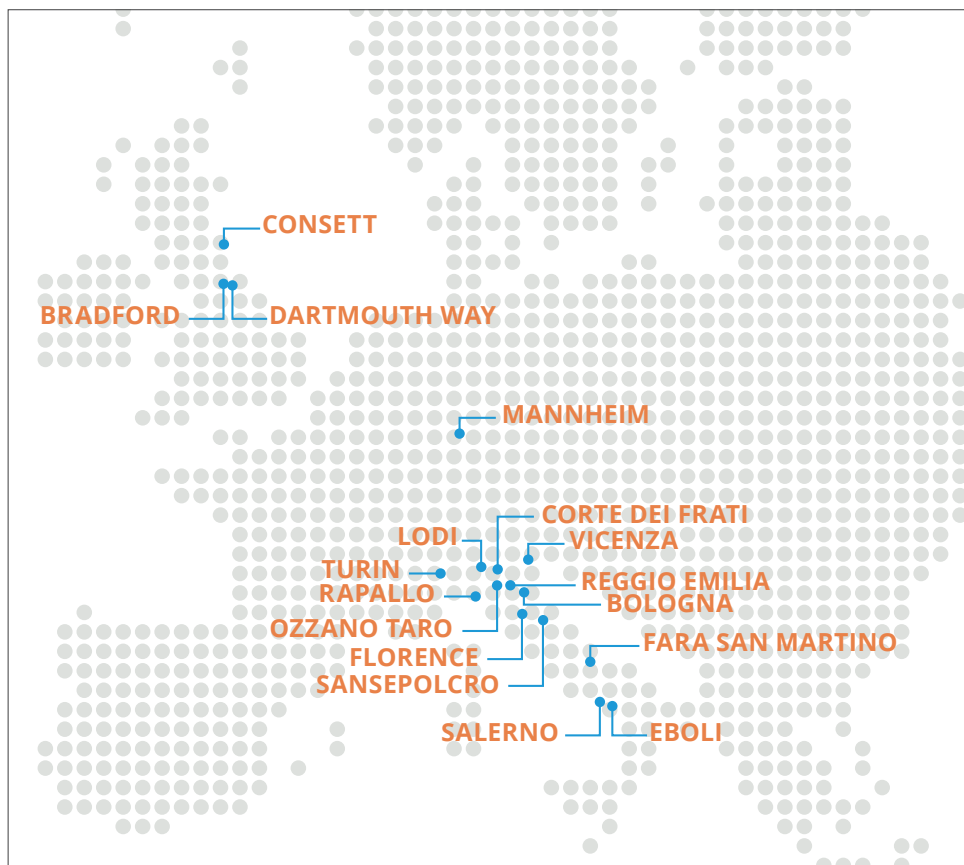 CONSETT
BRADFORD
DARTMOUTH WAY
MANNHEIM
CORTE DEI FRATI
LODI
VICENZA
TURIN
REGGIO EMILIA
RAPALLO
BOLOGNA
OZZANO TARO
FARA SAN MARTINO
FLORENCE
SANSEPOLCRO
SALERNO
EBOLI